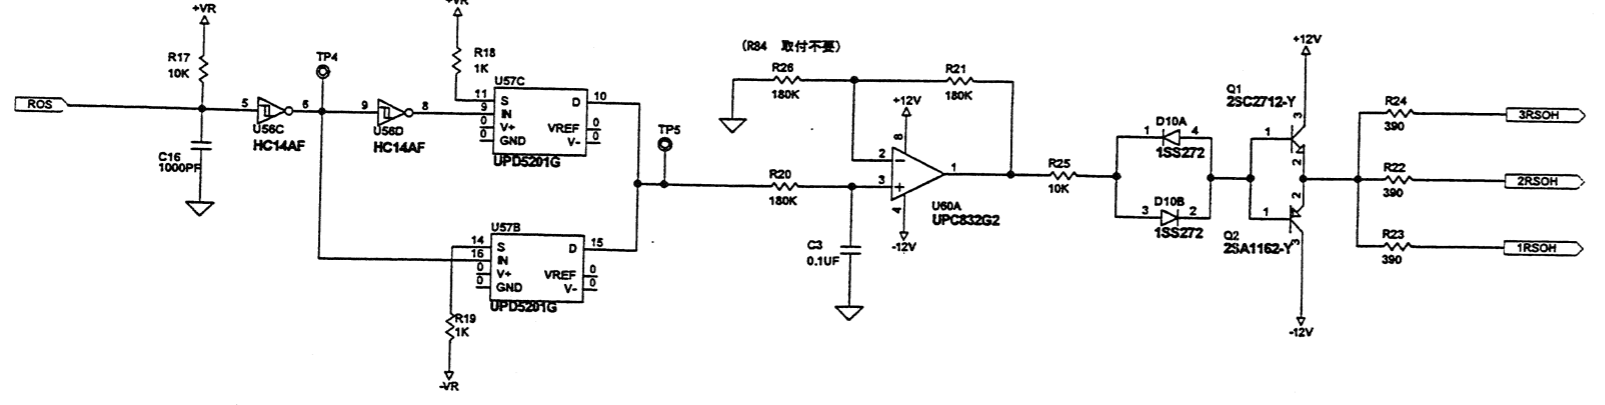 +VR
R17
10K
ROS
5
6
U56C
HC14AF
C16
1000PF
TP4
9
8
U56D
HC14AF
+VR
R18
1K
U57C
11
S
D
10
9
IN
0
V+
VREF
0
0
GND
V-
0
UPD5201G
U57B
14
S
D
15
16
IN
0
V+
VREF
0
0
GND
V-
0
UPD5201G
R19
1K
-VR
TP5
(R84 取付不要)
R26
180K
R21
180K
R20
180K
C3
0.1UF
+12V
8
2
-
3
+
1
4
-12V
U60A
UPC832G2
R25
10K
D10A
1
4
1SS272
D10B
3
2
1SS272
+12V
Q1
2SC2712-Y
3
1
2
2
1
3
Q2
2SA1162-Y
-12V
R24
390
3RSOH
R22
390
2RSOH
R23
390
1RSOH